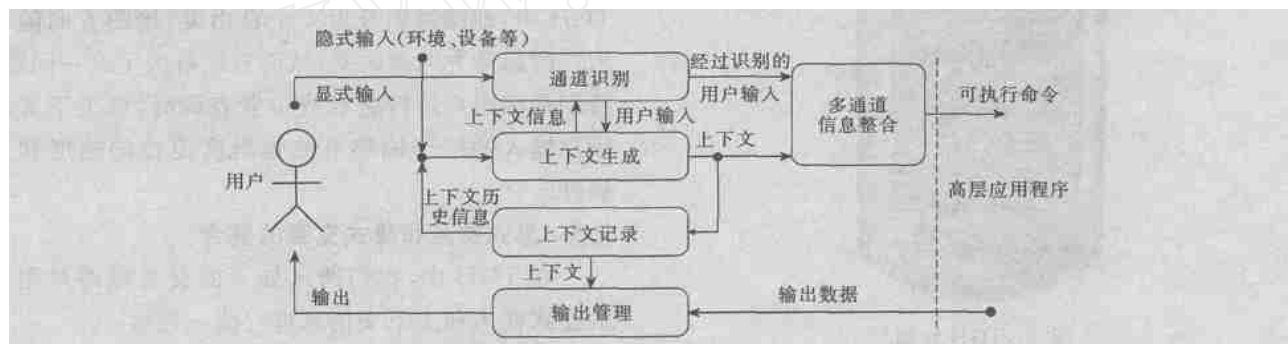 隐式输入(环境、设备等)
显式输入
通道识别
经过识别的
用户输入
多通道
信息整合
可执行命令
上下文信息
用户输入
上下文生成
上下文
用户
上下文历
史信息
上下文记录
高层应用程序
上下文
输出
输出管理
输出数据